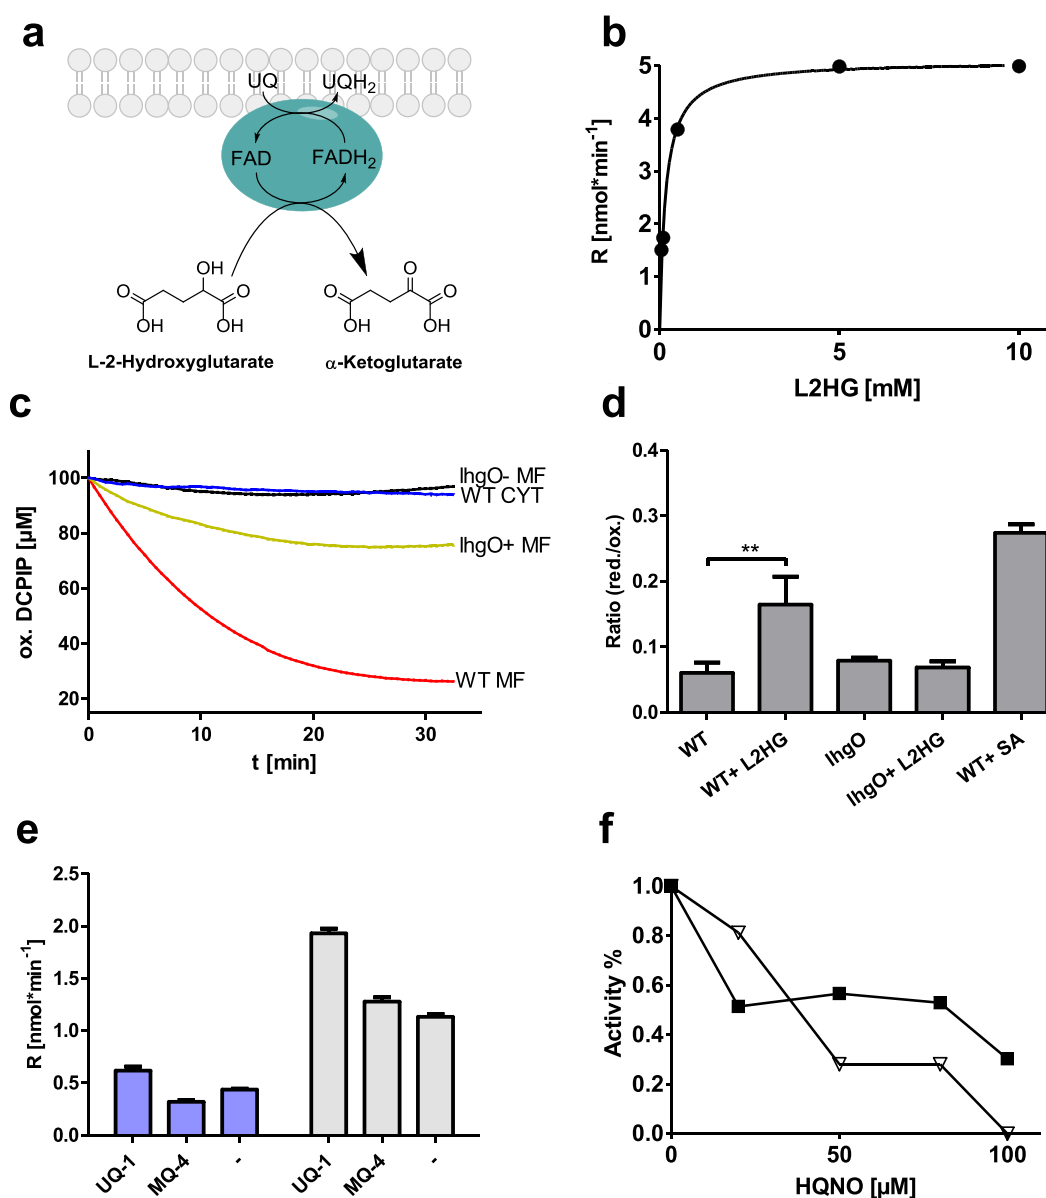 a
UQ
UQH2
FAD
FADH2
OH
O
O
OH
OH
O
O
O
OH
OH
L-2-Hydroxyglutarate
α-Ketoglutarate
b
R [nmol*min-1]
5
4
3
2
1
0
0
5
10
L2HG [mM]
c
ox. DCPIP [µM]
100
80
60
40
20
lhgO- MF
WT CYT
lhgO+ MF
WT MF
0
10
20
30
t [min]
d
Ratio (red./ox.)
0.4
0.3
0.2
0.1
0.0
**
WT
WT+ L2HG
lhgO
lhgO+ L2HG
WT+ SA
e
R [nmol*min-1]
2.5
2.0
1.5
1.0
0.5
0.0
UQ-1
MQ-4
-
UQ-1
MQ-4
-
f
Activity %
1.0
0.8
0.6
0.4
0.2
0.0
0
50
100
HQNO [µM]